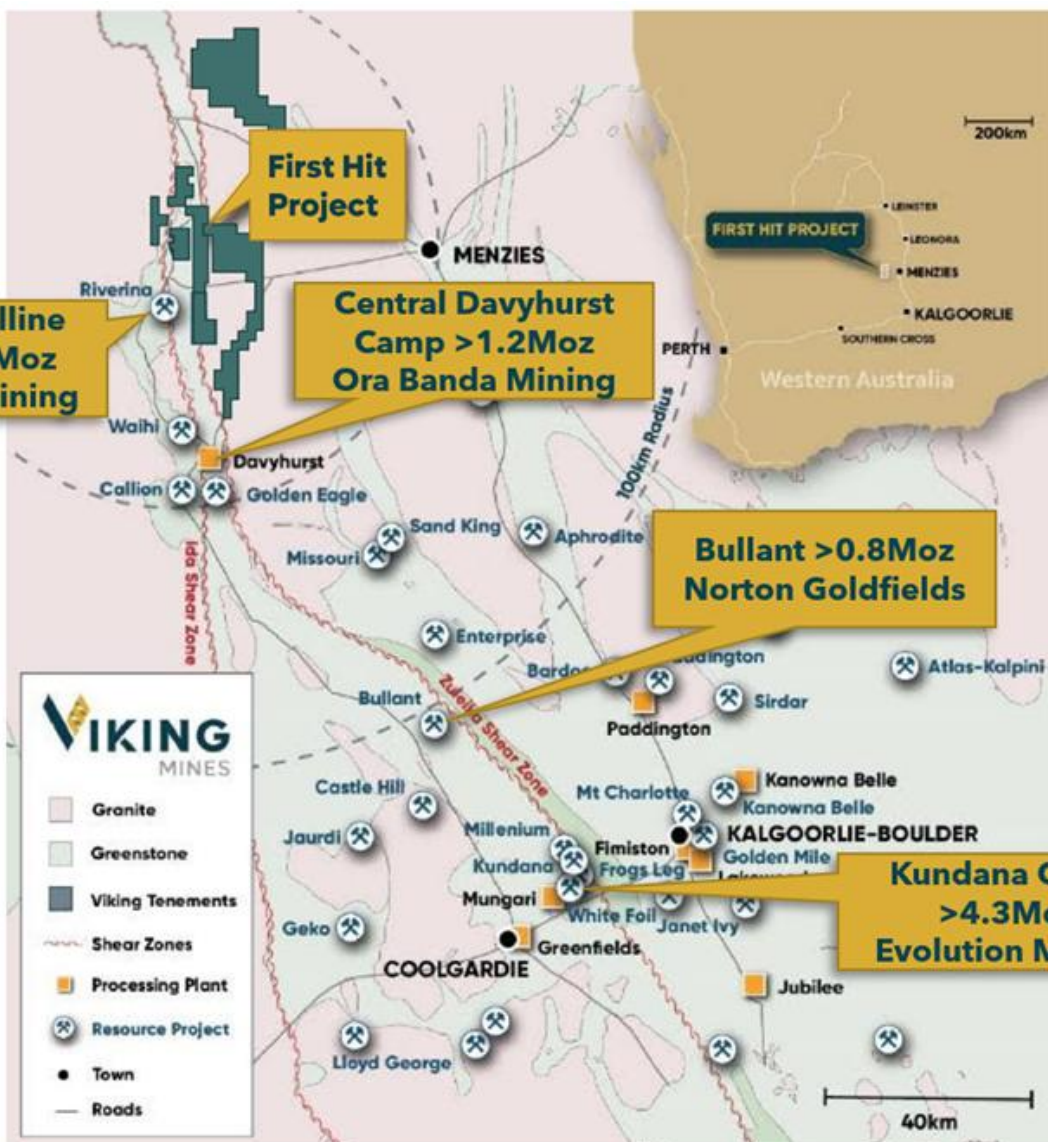 200km
First Hit
Project
LEINSTER
FIRST HIT PROJECT
LEONORA
MENZIES
MENZIES
Riverina
KALGOORLIE
lline
Moz
ining
Central Davyhurst
Camp >1.2Moz
Ora Banda Mining
SOUTHERN CROSS
PERTH
Western Australia
100km Radius
Waihi
Davyhurst
Callion
Golden Eagle
Sand King
Aphrodite
Missouri
Ida Shear Zone
Bullant >0.8Moz
Norton Goldfields
Enterprise
Bardoc
addington
Atlas-Kalpini
Bullant
Zuleika Shear Zone
Sirdar
Paddington
VIKING
MINES
Granite
Greenstone
Viking Tenements
Shear Zones
Processing Plant
Resource Project
Town
Roads
Kanowna Belle
Castle Hill
Mt Charlotte
Kanowna Belle
Jaurdi
Millenium
Fimiston
KALGOORLIE-BOULDER
Kundana
Frogs Leg
Golden Mile
Mungari
White Foil
Janet Ivy
Kundana
>4.3Mo
Evolution M
Geko
Greenfields
COOLGARDIE
Jubilee
Lloyd George
40km